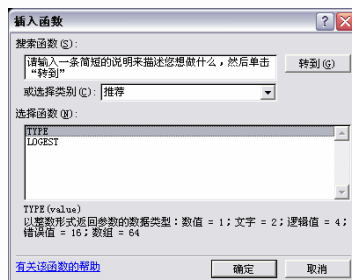 插入函数
搜索函数(S):
请输入一条简短的说明来描述您想做什么，然后单击
“转到”
转到(G)
或选择类别(C): 推荐
选择函数(N):
TYPE
LOGEST
TYPE(value)
以整数形式返回参数的数据类型：数值 = 1；文字 = 2；逻辑值 = 4；
错误值 = 16；数组 = 64
有关该函数的帮助
确定
取消